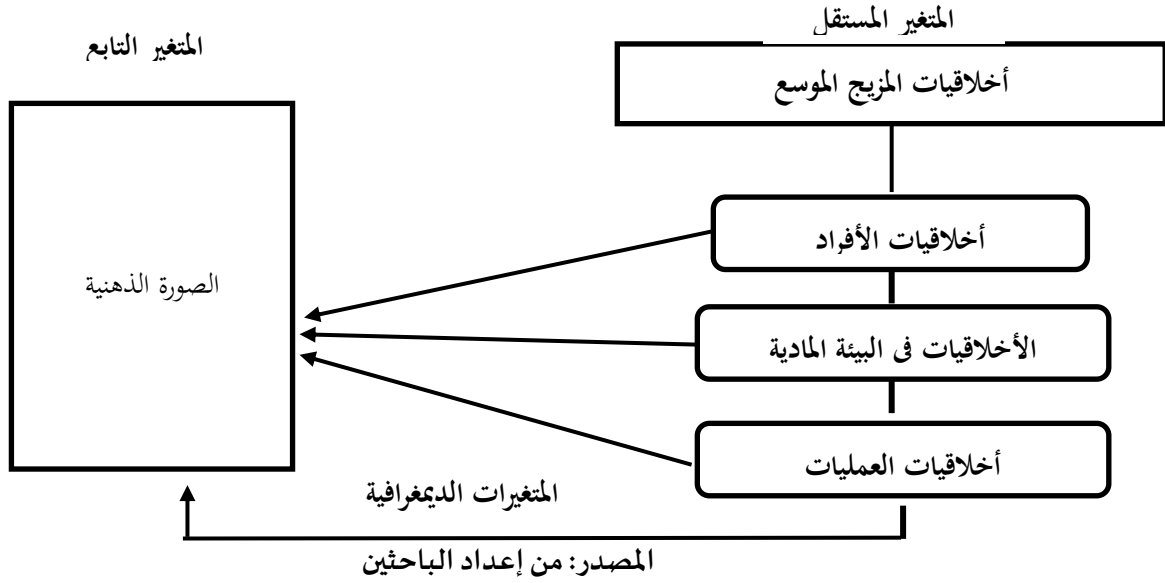 المتغير المستقل
المتغير التابع
أخلاقيات المزيج الموسع
أخلاقيات الأفراد
الصورة الذهنية
الأخلاقيات فى البيئة المادية
أخلاقيات العمليات
المتغيرات الديمغرافية
المصدر: من إعداد الباحثين